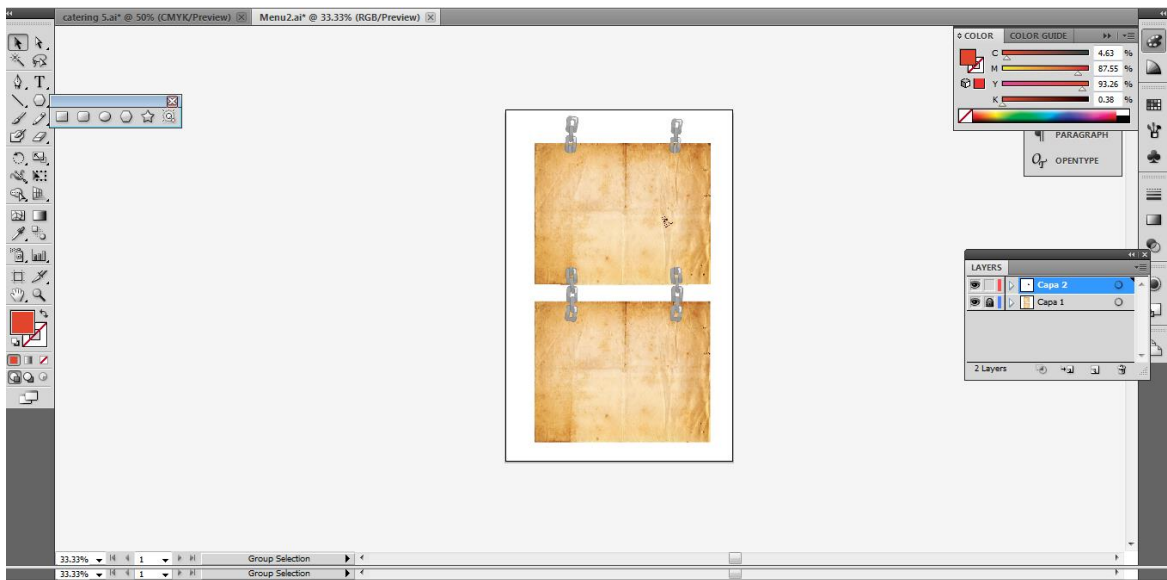 catering 5.ai* @ 50% (CMYK/Preview)
Menu2.ai* @ 33.33% (RGB/Preview)
COLOR
COLOR GUIDE
C 4.63 %
M 87.55 %
Y 93.26 %
K 0.38 %
PARAGRAPH
OPENTYPE
LAYERS
Capa 2
Capa 1
2 Layers
33.33% 1 Group Selection
33.33% 1 Group Selection